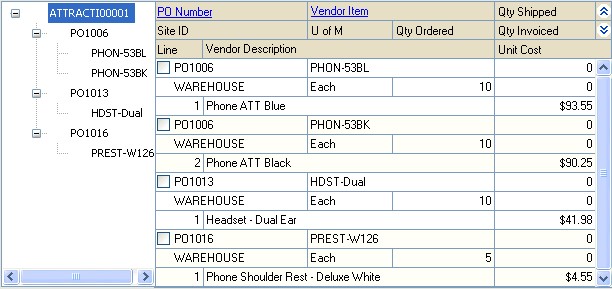 ATTRACTI00001
PO1006
PHON-53BL
PHON-53BK
PO1013
HDST-Dual
PO1016
PREST-W126
PO Number Vendor Item Qty Shipped
Site ID U of M Qty Ordered Qty Invoiced
Line Vendor Description Unit Cost
PO1006 PHON-53BL 0
WAREHOUSE Each 10 0
1 Phone ATT Blue $93.55
PO1006 PHON-53BK 0
WAREHOUSE Each 10 0
2 Phone ATT Black $90.25
PO1013 HDST-Dual 0
WAREHOUSE Each 10 0
1 Headset - Dual Ear $41.98
PO1016 PREST-W126 0
WAREHOUSE Each 5 0
1 Phone Shoulder Rest - Deluxe White $4.55